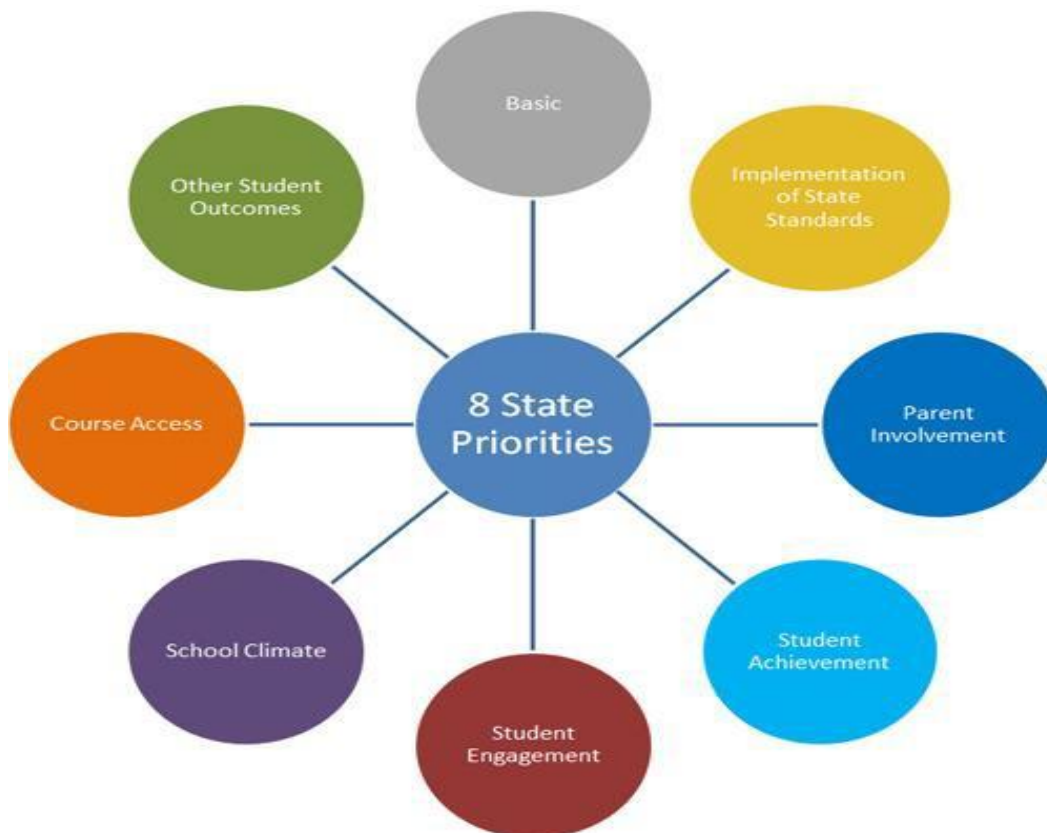 Basic
Implementation
of State
Standards
Parent
Involvement
Student
Achievement
Student
Engagement
School Climate
Course Access
Other Student
Outcomes
8 State
Priorities